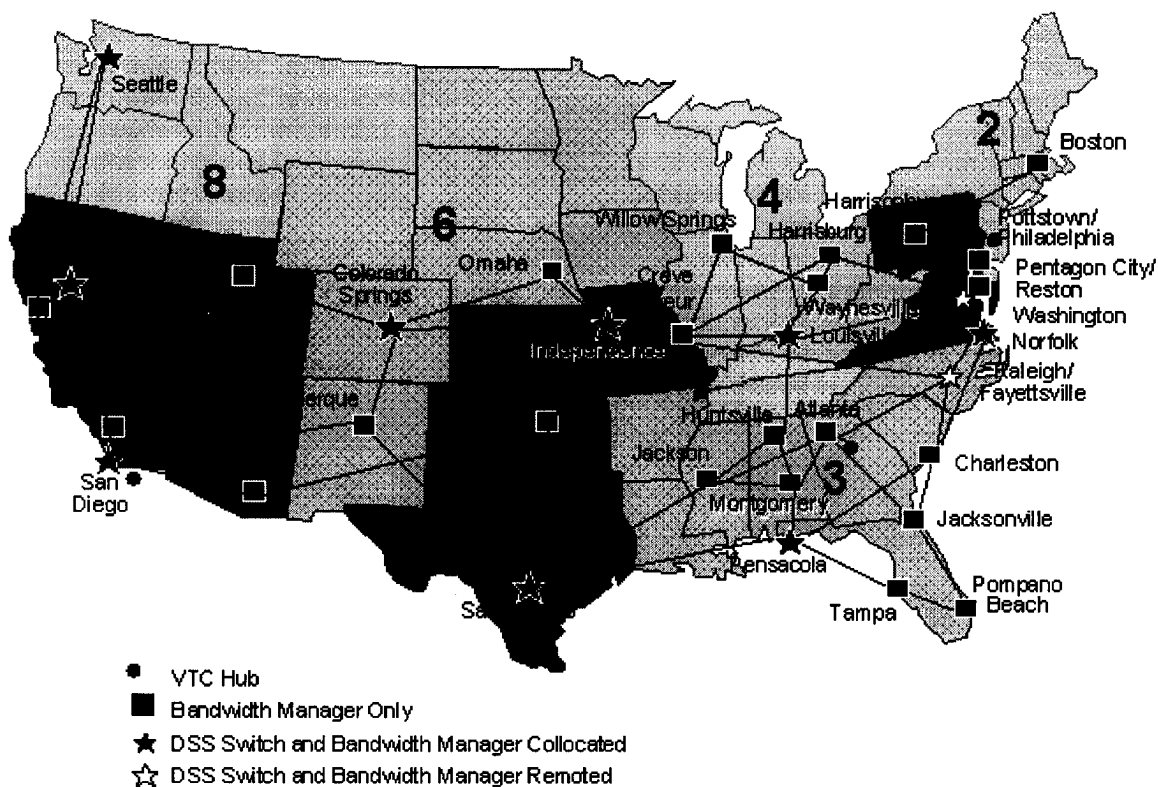 Seattle
8
6
4
2
Boston
Willow Springs
Harrisburg
Pottstown/
Philadelphia
Omaha
Colorado
Springs
Pentagon City/
Reston
Waynesville
Louisville
Washington
Norfolk
Independence
Raleigh/
Fayettsville
Huntsville
Atlanta
Jackson
3
Charleston
San
Diego
Montgomery
Jacksonville
Pensacola
Pompano
Beach
Tampa
VTC Hub
Bandwidth Manager Only
DSS Switch and Bandwidth Manager Collocated
DSS Switch and Bandwidth Manager Remoted